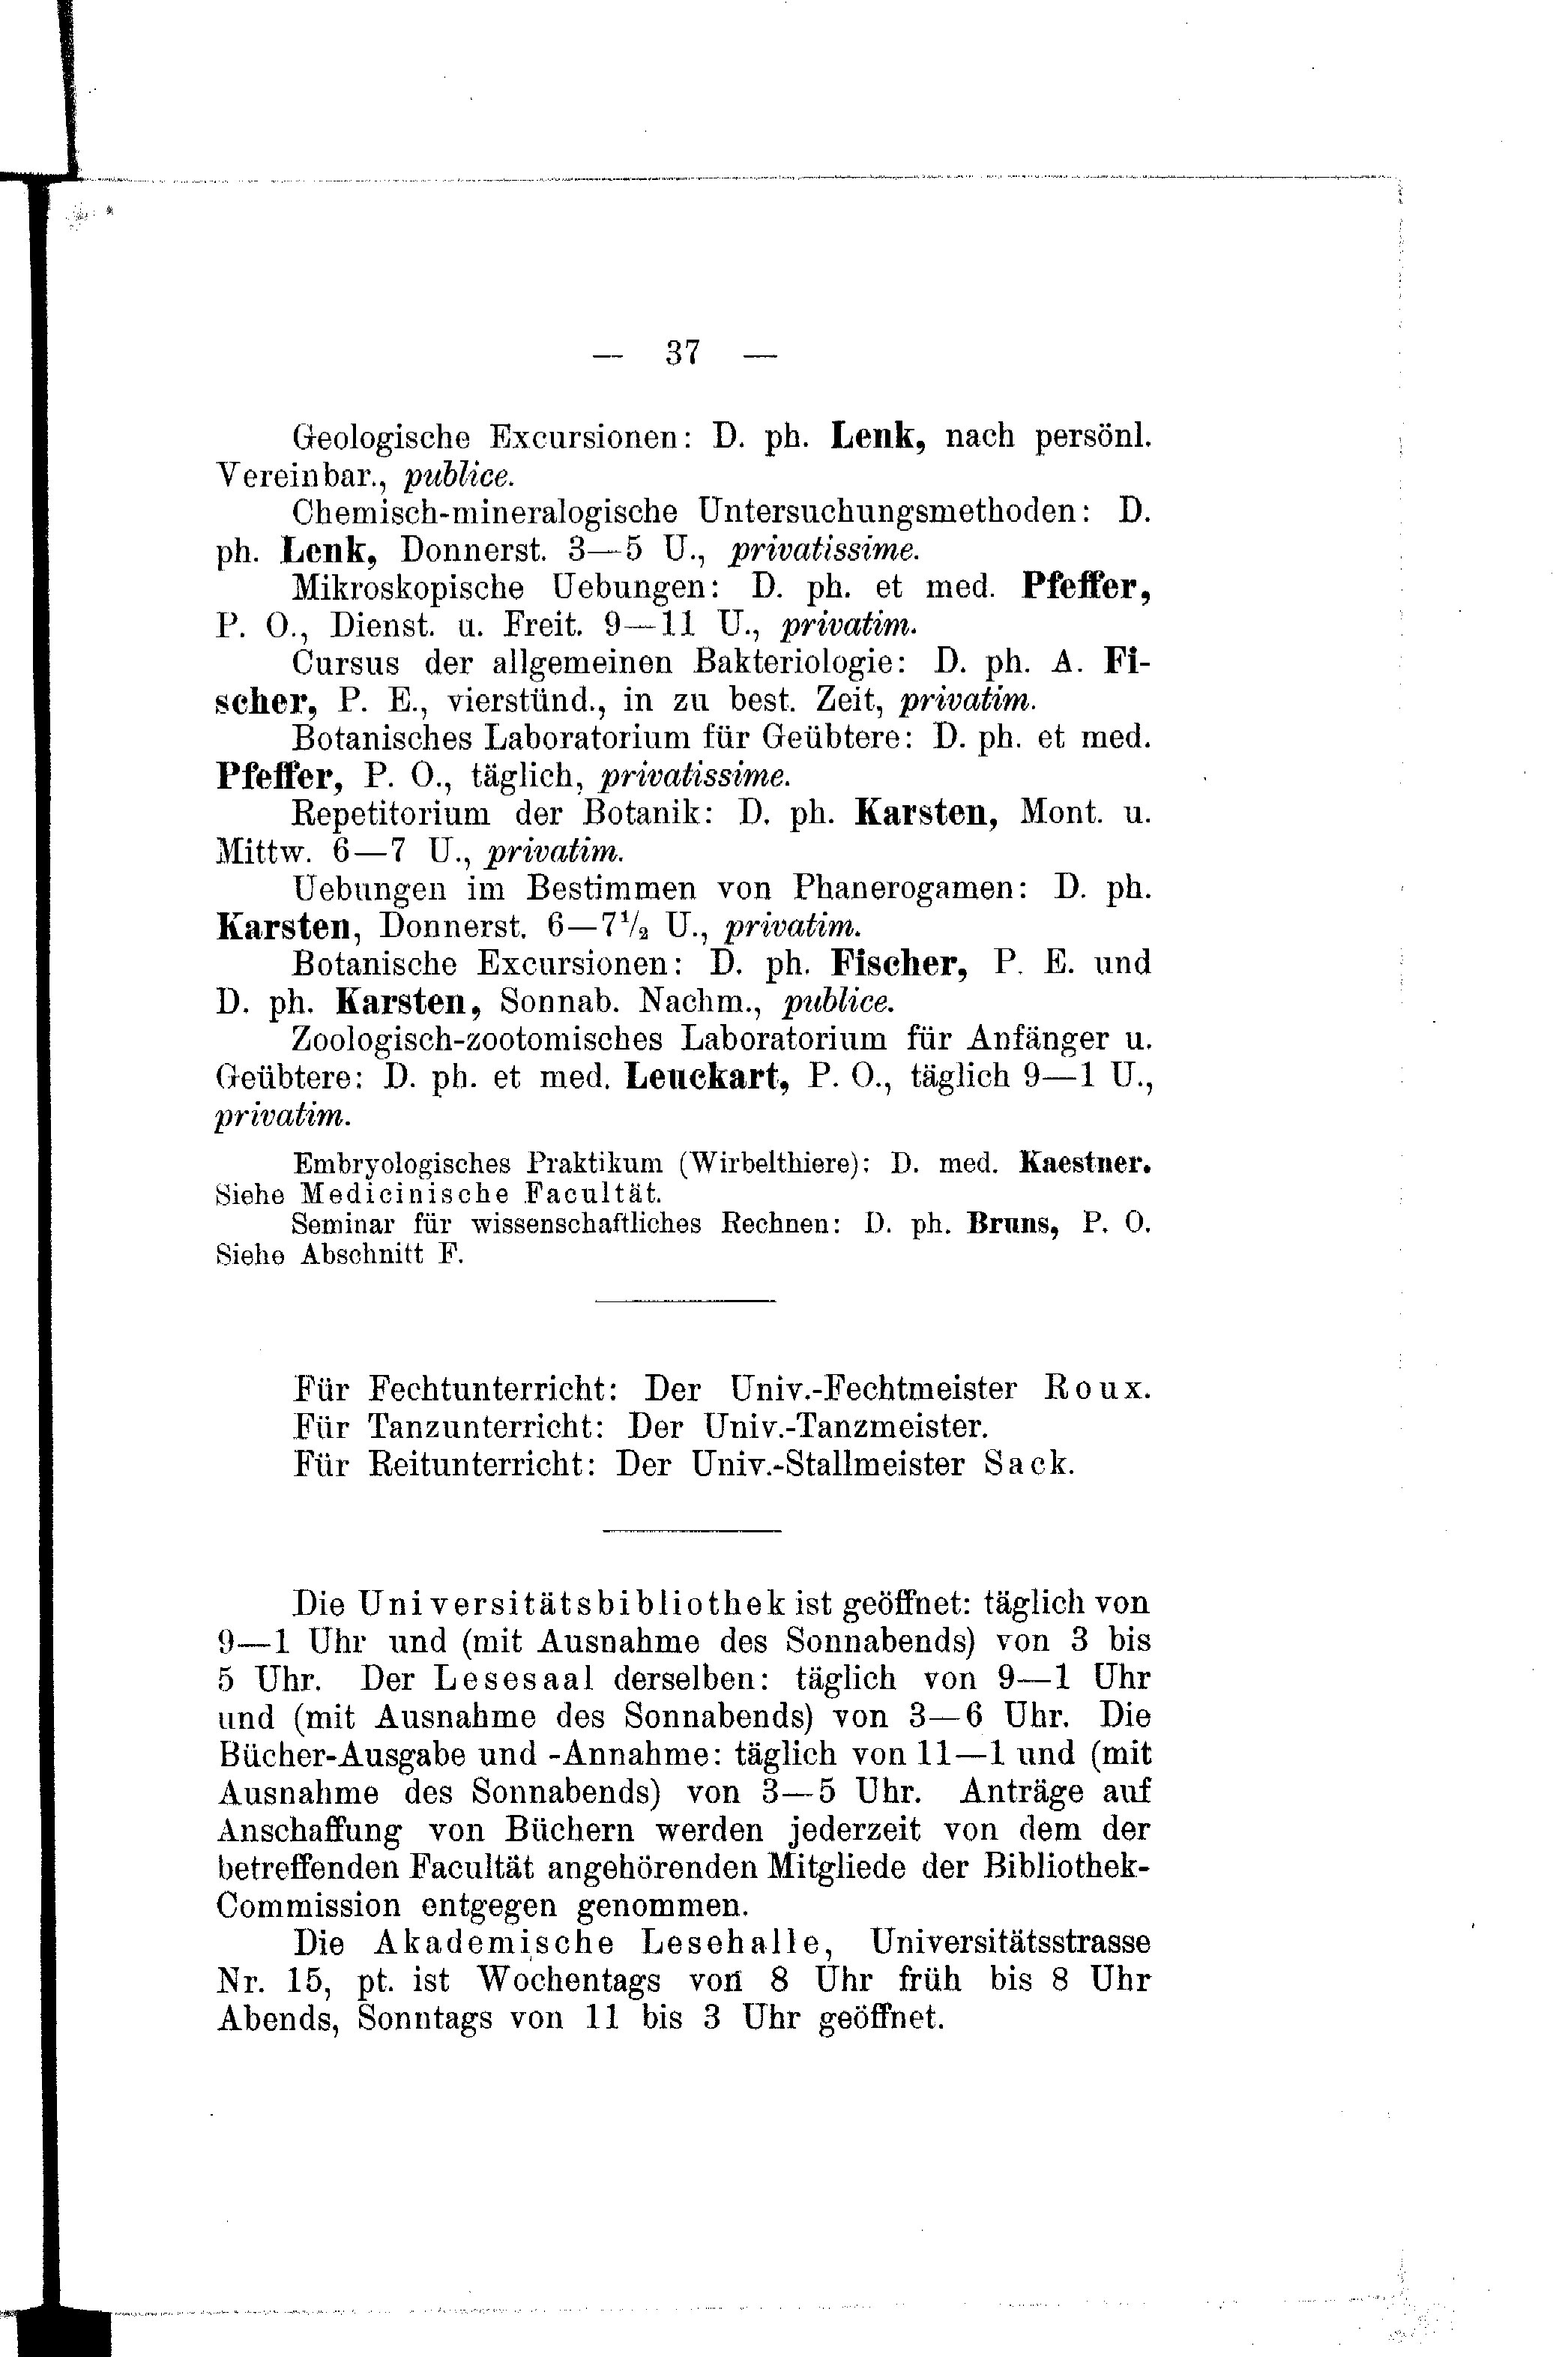 — 37 —
Geologische Excursionen: D. ph. Lenk, nach persönl.
Vereinbar., publice.
Chemisch-mineralogische Untersuchungsmethoden: D.
ph. Lenk, Donnerst. 3—5 U., privatissime.
Mikroskopische Uebungen: D. ph. et med. Pfeffer,
P. O., Dienst. u. Freit. 9—11 U., privatim.
Cursus der allgemeinen Bakteriologie: D. ph. A. Fi-
scher, P. E., vierstünd., in zu best. Zeit, privatim.
Botanisches Laboratorium für Geübtere: D. ph. et med.
Pfeffer, P. O., täglich, privatissime.
Repetitorium der Botanik: D. ph. Karsten, Mont. u.
Mittw. 6—7 U., privatim.
Uebungen im Bestimmen von Phanerogamen: D. ph.
Karsten, Donnerst. 6—7½ U., privatim.
Botanische Excursionen: D. ph. Fischer, P. E. und
D. ph. Karsten, Sonnab. Nachm., publice.
Zoologisch-zootomisches Laboratorium für Anfänger u.
Geübtere: D. ph. et med. Leuckart, P. O., täglich 9—1 U.,
privatim.
Embryologisches Praktikum (Wirbelthiere): D. med. Kaestner.
Siehe Medicinische Facultät.
Seminar für wissenschaftliches Rechnen: D. ph. Bruns, P. O.
Siehe Abschnitt F.
Für Fechtunterricht: Der Univ.-Fechtmeister Roux.
Für Tanzunterricht: Der Univ.-Tanzmeister.
Für Reitunterricht: Der Univ.-Stallmeister Sack.
Die Universitätsbibliothek ist geöffnet: täglich von
9—1 Uhr und (mit Ausnahme des Sonnabends) von 3 bis
5 Uhr. Der Lesesaal derselben: täglich von 9—1 Uhr
und (mit Ausnahme des Sonnabends) von 3—6 Uhr. Die
Bücher-Ausgabe und -Annahme: täglich von 11—1 und (mit
Ausnahme des Sonnabends) von 3—5 Uhr. Anträge auf
Anschaffung von Büchern werden jederzeit von dem der
betreffenden Facultät angehörenden Mitgliede der Bibliothek-
Commission entgegen genommen.
Die Akademische Lesehalle, Universitätsstrasse
Nr. 15, pt. ist Wochentags von 8 Uhr früh bis 8 Uhr
Abends, Sonntags von 11 bis 3 Uhr geöffnet.